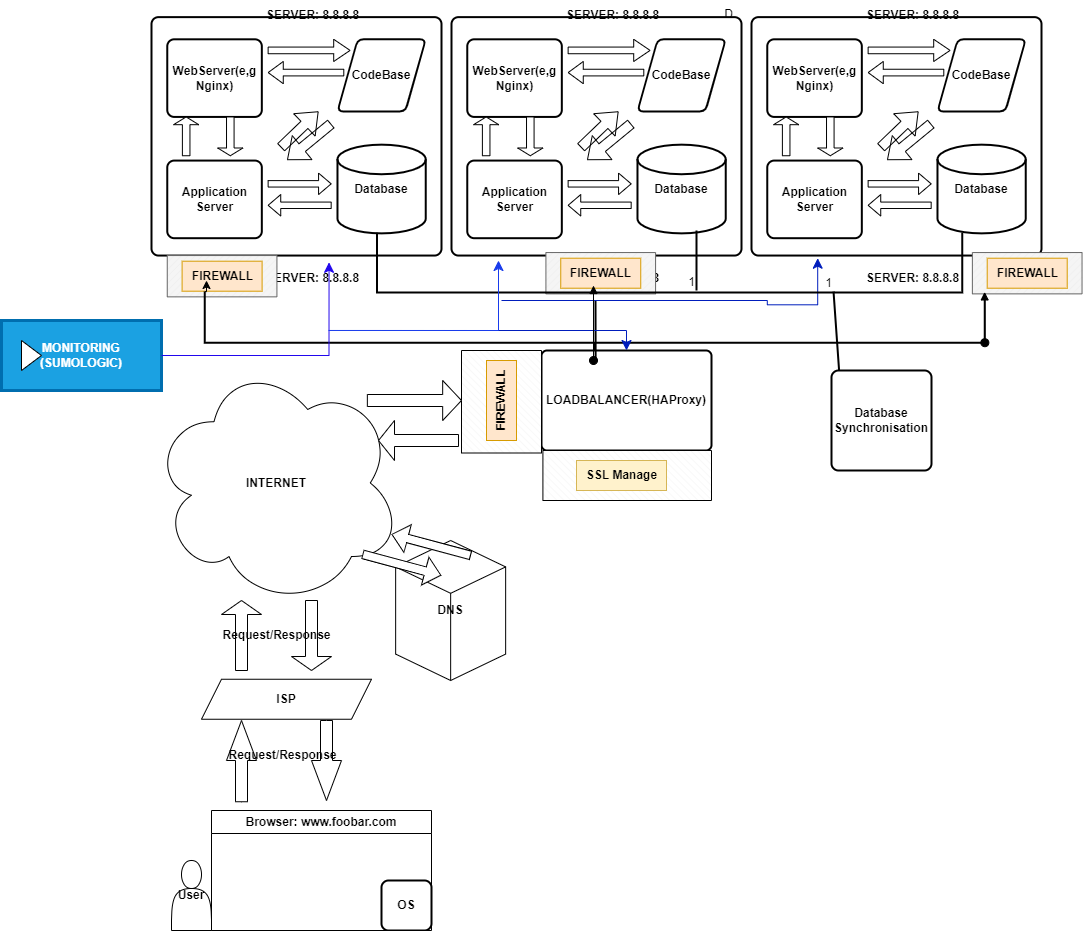 SERVER: 8.8.8.8
SERVER: 8.8.8.8
D
SERVER: 8.8.8.8
WebServer(e,g
Nginx)
CodeBase
WebServer(e,g
Nginx)
CodeBase
WebServer(e,g
Nginx)
CodeBase
Application
Server
Database
Application
Server
Database
Application
Server
Database
FIREWALL
ERVER: 8.8.8.8
FIREWALL
1
1
SERVER: 8.8.8.8
FIREWALL
MONITORING
(SUMOLOGIC)
FIREWALL
LOADBALANCER(HAProxy)
Database
Synchronisation
SSL Manage
INTERNET
DNS
Request/Response
ISP
Request/Response
Browser: www.foobar.com
User
OS